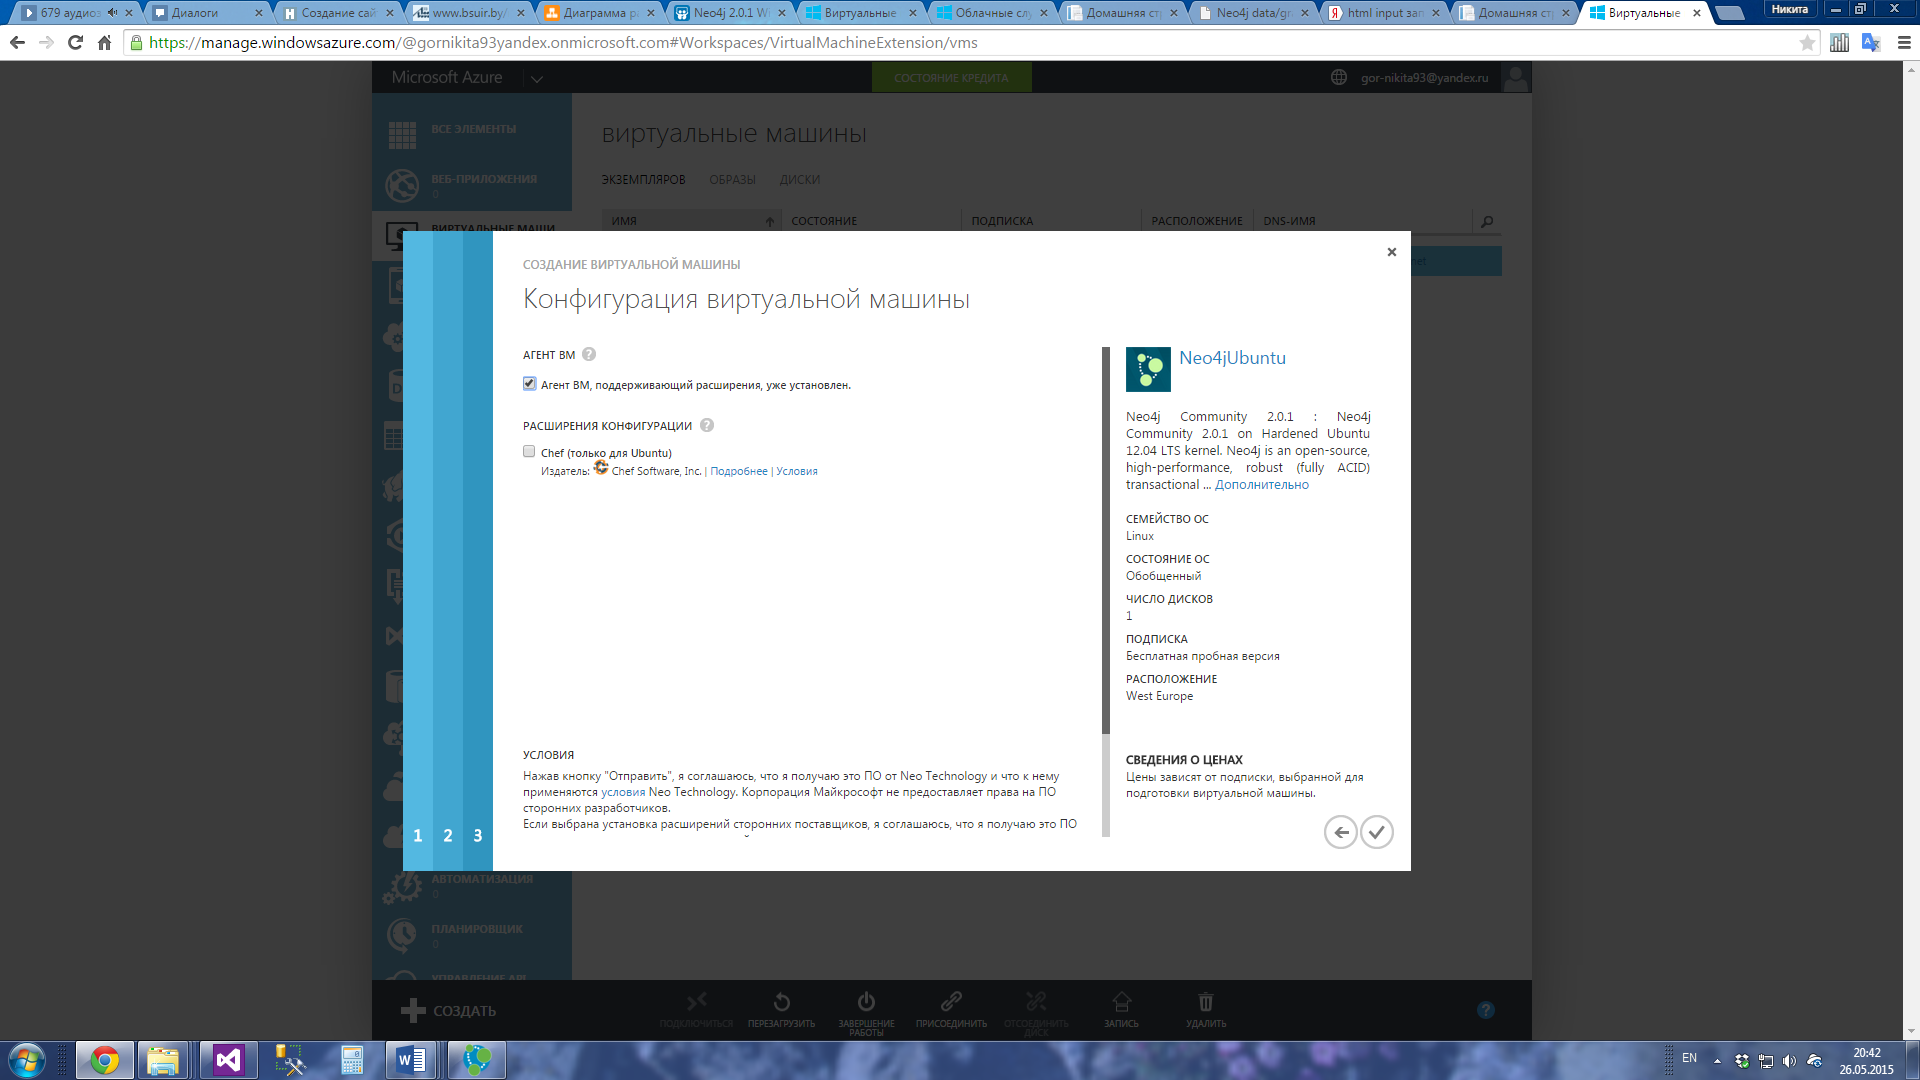 679 аудиоз
Диалоги
Создание сай
www.bsuir.by/
Диаграмма р
Neo4j 2.0.1 Wi
Виртуальные
Облачные слу
Домашняя стр
Neo4j data/gr
html input зап
Домашняя стр
Виртуальные
Никита
https://manage.windowsazure.com/@gornikita93yandex.onmicrosoft.com#Workspaces/VirtualMachineExtension/vms
Microsoft Azure
СОСТОЯНИЕ КРЕДИТА
gor-nikita93@yandex.ru
ВСЕ ЭЛЕМЕНТЫ
ВЕБ-ПРИЛОЖЕНИЯ
0
ВИРТУАЛЬНЫЕ МАШИ
виртуальные машины
ЭКЗЕМПЛЯРОВ ОБРАЗЫ ДИСКИ
ИМЯ СОСТОЯНИЕ ПОДПИСКА РАСПОЛОЖЕНИЕ DNS-ИМЯ
СОЗДАНИЕ ВИРТУАЛЬНОЙ МАШИНЫ
Конфигурация виртуальной машины
АГЕНТ ВМ ?
Агент ВМ, поддерживающий расширения, уже установлен.
РАСШИРЕНИЯ КОНФИГУРАЦИИ ?
Chef (только для Ubuntu)
Издатель: Chef Software, Inc. | Подробнее | Условия
УСЛОВИЯ
Нажав кнопку "Отправить", я соглашаюсь, что я получаю это ПО от Neo Technology и что к нему
применяются условия Neo Technology. Корпорация Майкрософт не предоставляет права на ПО
сторонних разработчиков.
Если выбрана установка расширений сторонних поставщиков, я соглашаюсь, что я получаю это ПО
Neo4jUbuntu
Neo4j Community 2.0.1 : Neo4j
Community 2.0.1 on Hardened Ubuntu
12.04 LTS kernel. Neo4j is an open-source,
high-performance, robust (fully ACID)
transactional ... Дополнительно
СЕМЕЙСТВО ОС
Linux
СОСТОЯНИЕ ОС
Обобщенный
ЧИСЛО ДИСКОВ
1
ПОДПИСКА
Бесплатная пробная версия
РАСПОЛОЖЕНИЕ
West Europe
СВЕДЕНИЯ О ЦЕНАХ
Цены зависят от подписки, выбранной для
подготовки виртуальной машины.
1 2 3
АВТОМАТИЗАЦИЯ
0
ПЛАНИРОВЩИК
0
УПРАВЛЕНИЕ API
СОЗДАТЬ
ПОДКЛЮЧИТЬСЯ
ПЕРЕЗАГРУЗИТЬ
ЗАВЕРШЕНИЕ
РАБОТЫ
ПРИСОЕДИНИТЬ
ОТСОЕДИНИТЬ
ДИСК
ЗАПИСЬ
УДАЛИТЬ
?
EN
20:42
26.05.2015